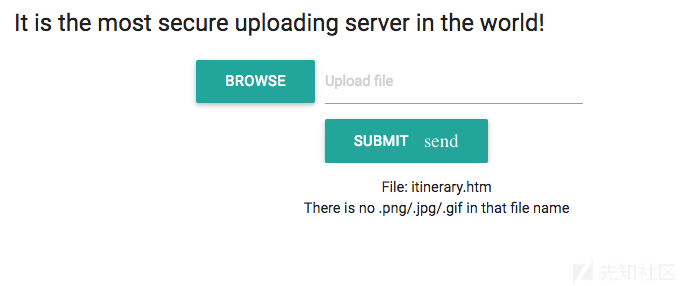 It is the most secure uploading server in the world!
BROWSE Upload file
SUBMIT send
File: itinerary.htm
There is no .png/.jpg/.gif in that file name
先知社区